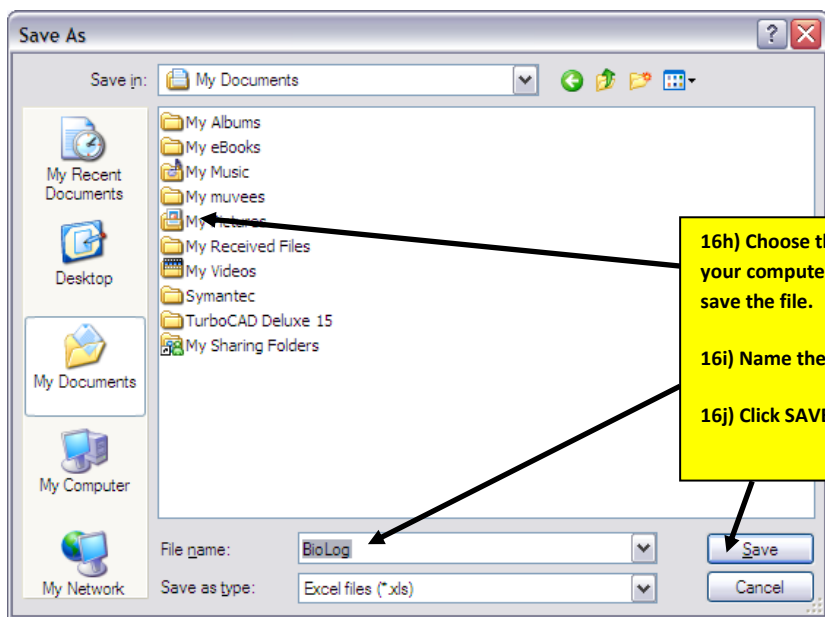 Save As
Save in:
My Documents
My Recent
Documents
Desktop
My Documents
My Computer
My Network
My Albums
My eBooks
My Music
My muvees
My Pictures
My Received Files
My Videos
Symantec
TurboCAD Deluxe 15
My Sharing Folders
16h) Choose
your
save the file.
16i) Name the
16j) Click SAVE
File name:
BioLog
Save
Save as type:
Excel files (*.xls)
Cancel